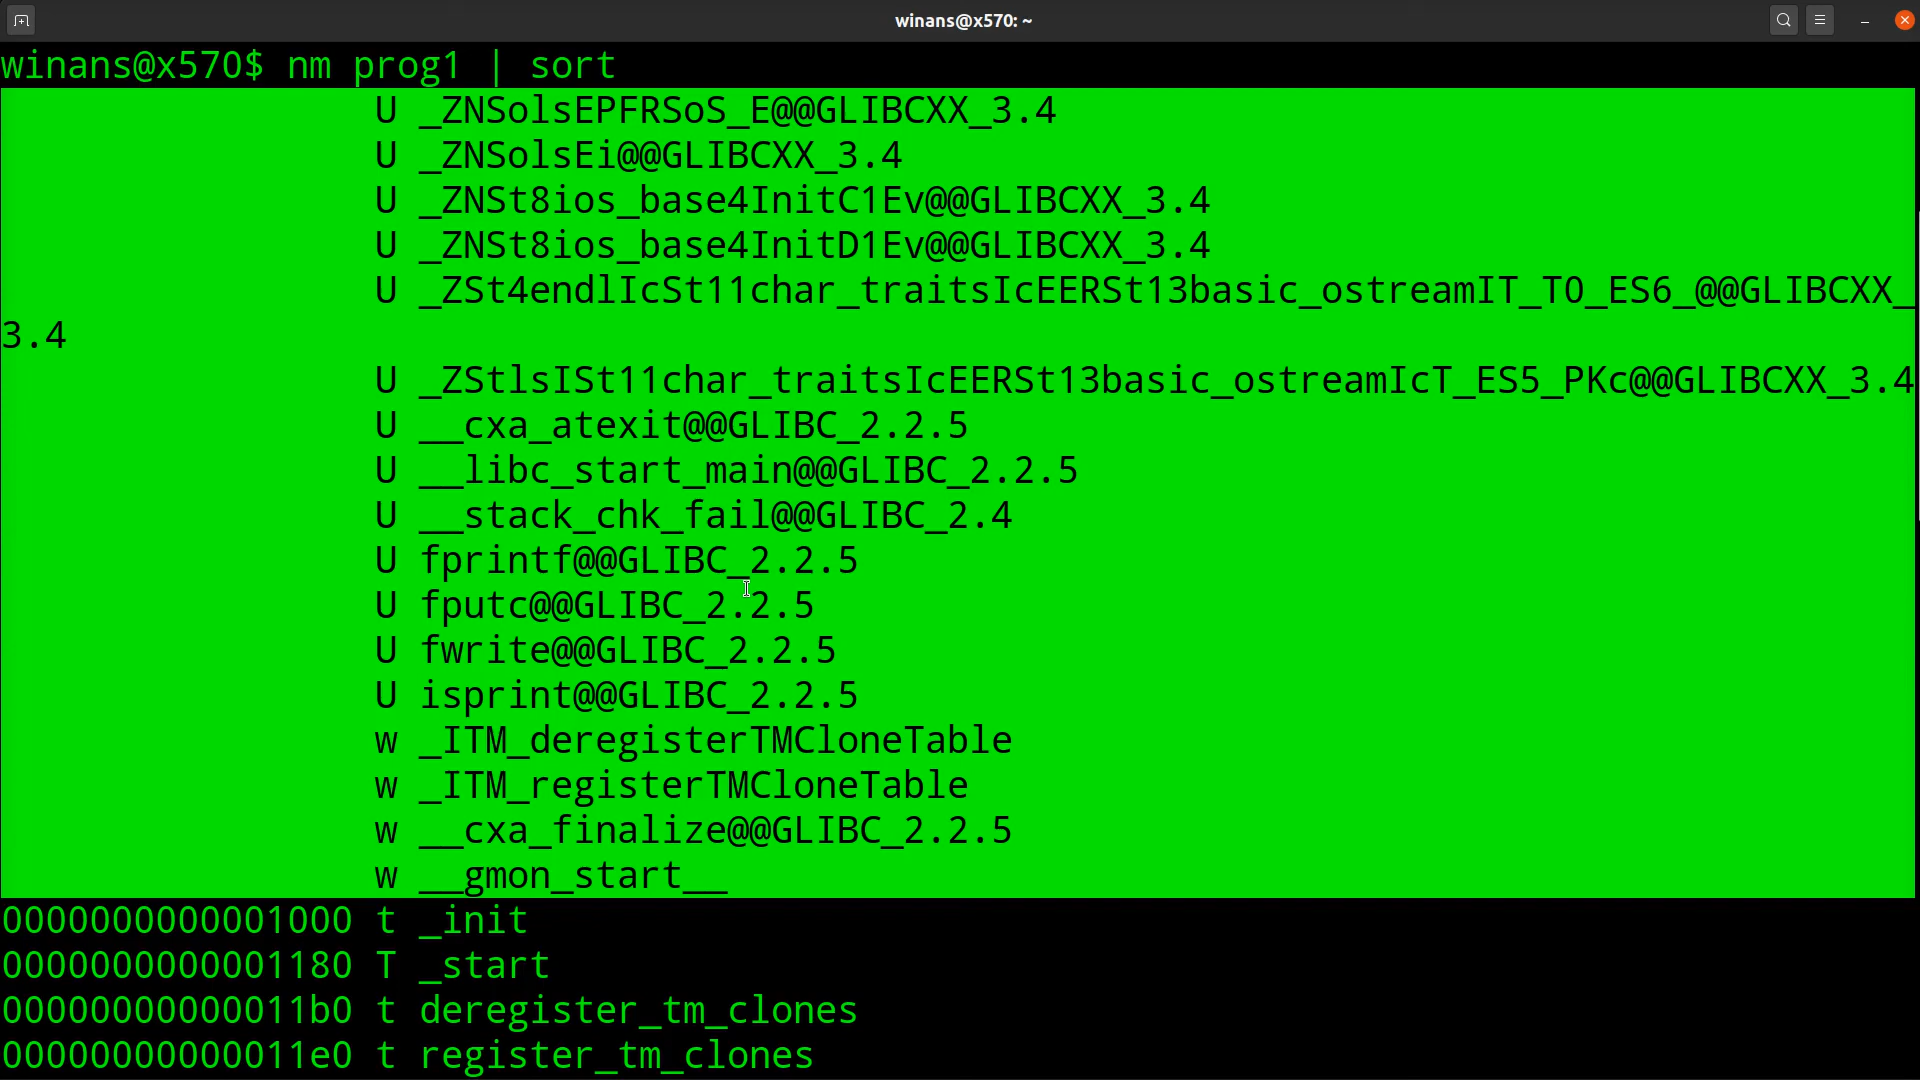 winans@x570: ~
winans@x570$ nm prog1 | sort
U _ZNSolsEPFRSoS_E@@GLIBCXX_3.4
U _ZNSolsEi@@GLIBCXX_3.4
U _ZNSt8ios_base4InitC1Ev@@GLIBCXX_3.4
U _ZNSt8ios_base4InitD1Ev@@GLIBCXX_3.4
U _ZSt4endlIcSt11char_traitsIcEERSt13basic_ostreamIT_T0_ES6_@@GLIBCXX_
3.4
U _ZStlsISt11char_traitsIcEERSt13basic_ostreamIcT_ES5_PKc@@GLIBCXX_3.4
U __cxa_atexit@@GLIBC_2.2.5
U __libc_start_main@@GLIBC_2.2.5
U __stack_chk_fail@@GLIBC_2.4
U fprintf@@GLIBC_2.2.5
U fputc@@GLIBC_2.2.5
U fwrite@@GLIBC_2.2.5
U isprint@@GLIBC_2.2.5
w _ITM_deregisterTMCloneTable
w _ITM_registerTMCloneTable
w __cxa_finalize@@GLIBC_2.2.5
w __gmon_start__
0000000000001000 t _init
0000000000001180 T _start
00000000000011b0 t deregister_tm_clones
00000000000011e0 t register_tm_clones